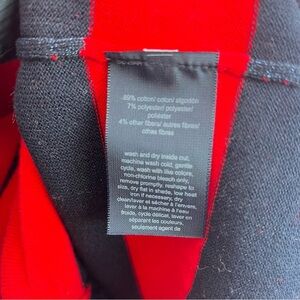 89% cotton/ coton/ algodón
7% polyester/ polyester/
poliester
4% other fibers/ autres fibres/
otras fibras
wash and dry inside out,
machine wash cold, gentle
cycle, wash with like colors,
non-chlorine bleach only,
remove promptly, reshape to
size, dry flat in shade, low heat
iron if necessary, dry
clean/laver et sécher à l'envers,
laver à la machine à l'eau
froide, cycle délicat, laver en
séparant les couleurs,
seulement agent de